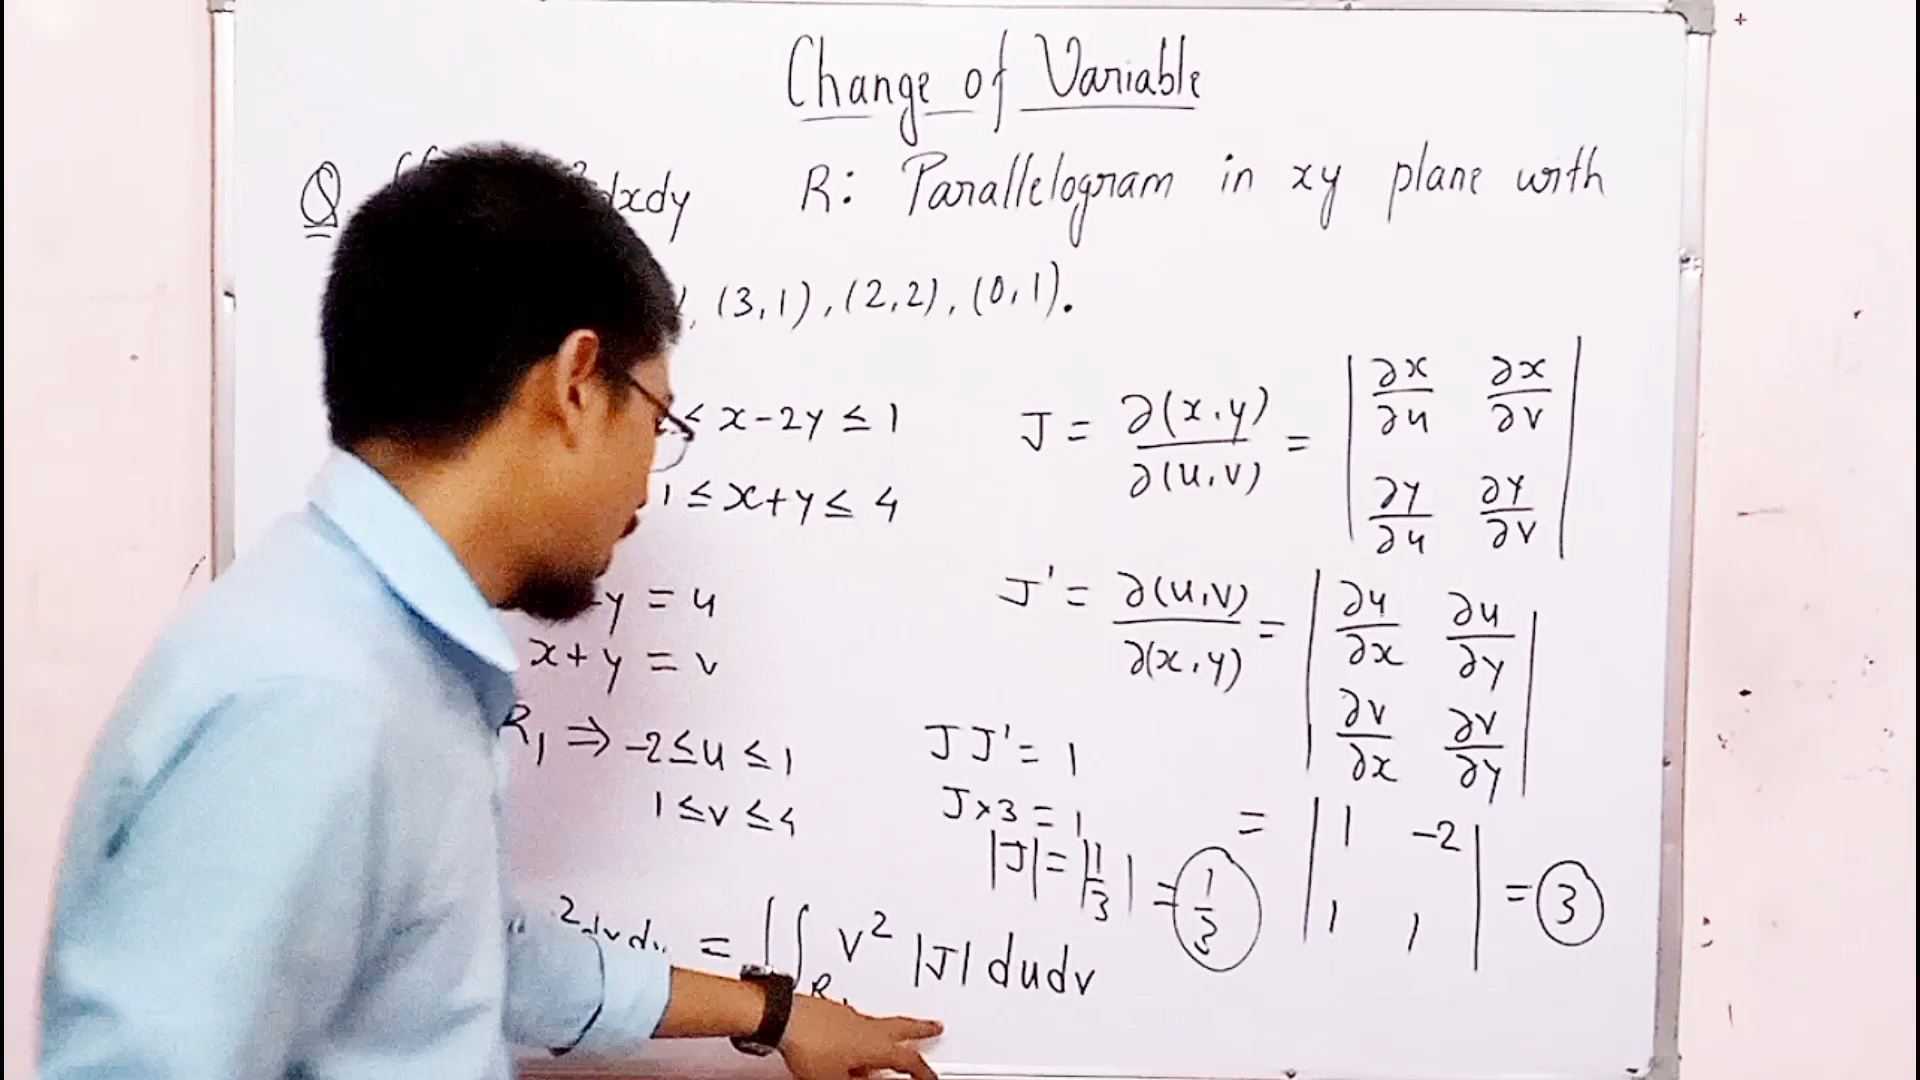 Change of Variable
Q. dxdy R: Parallelogram in xy plane with
, (3,1), (2,2), (0,1).
≤ x-2y ≤ 1
1 ≤ x+y ≤ 4
J = ∂(x,y)/∂(u,v) = | ∂x/∂u ∂x/∂v |
| ∂y/∂u ∂y/∂v |
y = u
x+y = v
J' = ∂(u,v)/∂(x,y) = | ∂u/∂x ∂u/∂y |
| ∂v/∂x ∂v/∂y |
R₁ ⇒ -2 ≤ u ≤ 1
1 ≤ v ≤ 4
JJ' = 1
J×3 = 1
|J| = |1/3| = 1/3
= | 1 -2 |
| 1 1 | = 3
² = ∬ v² |J| dudv